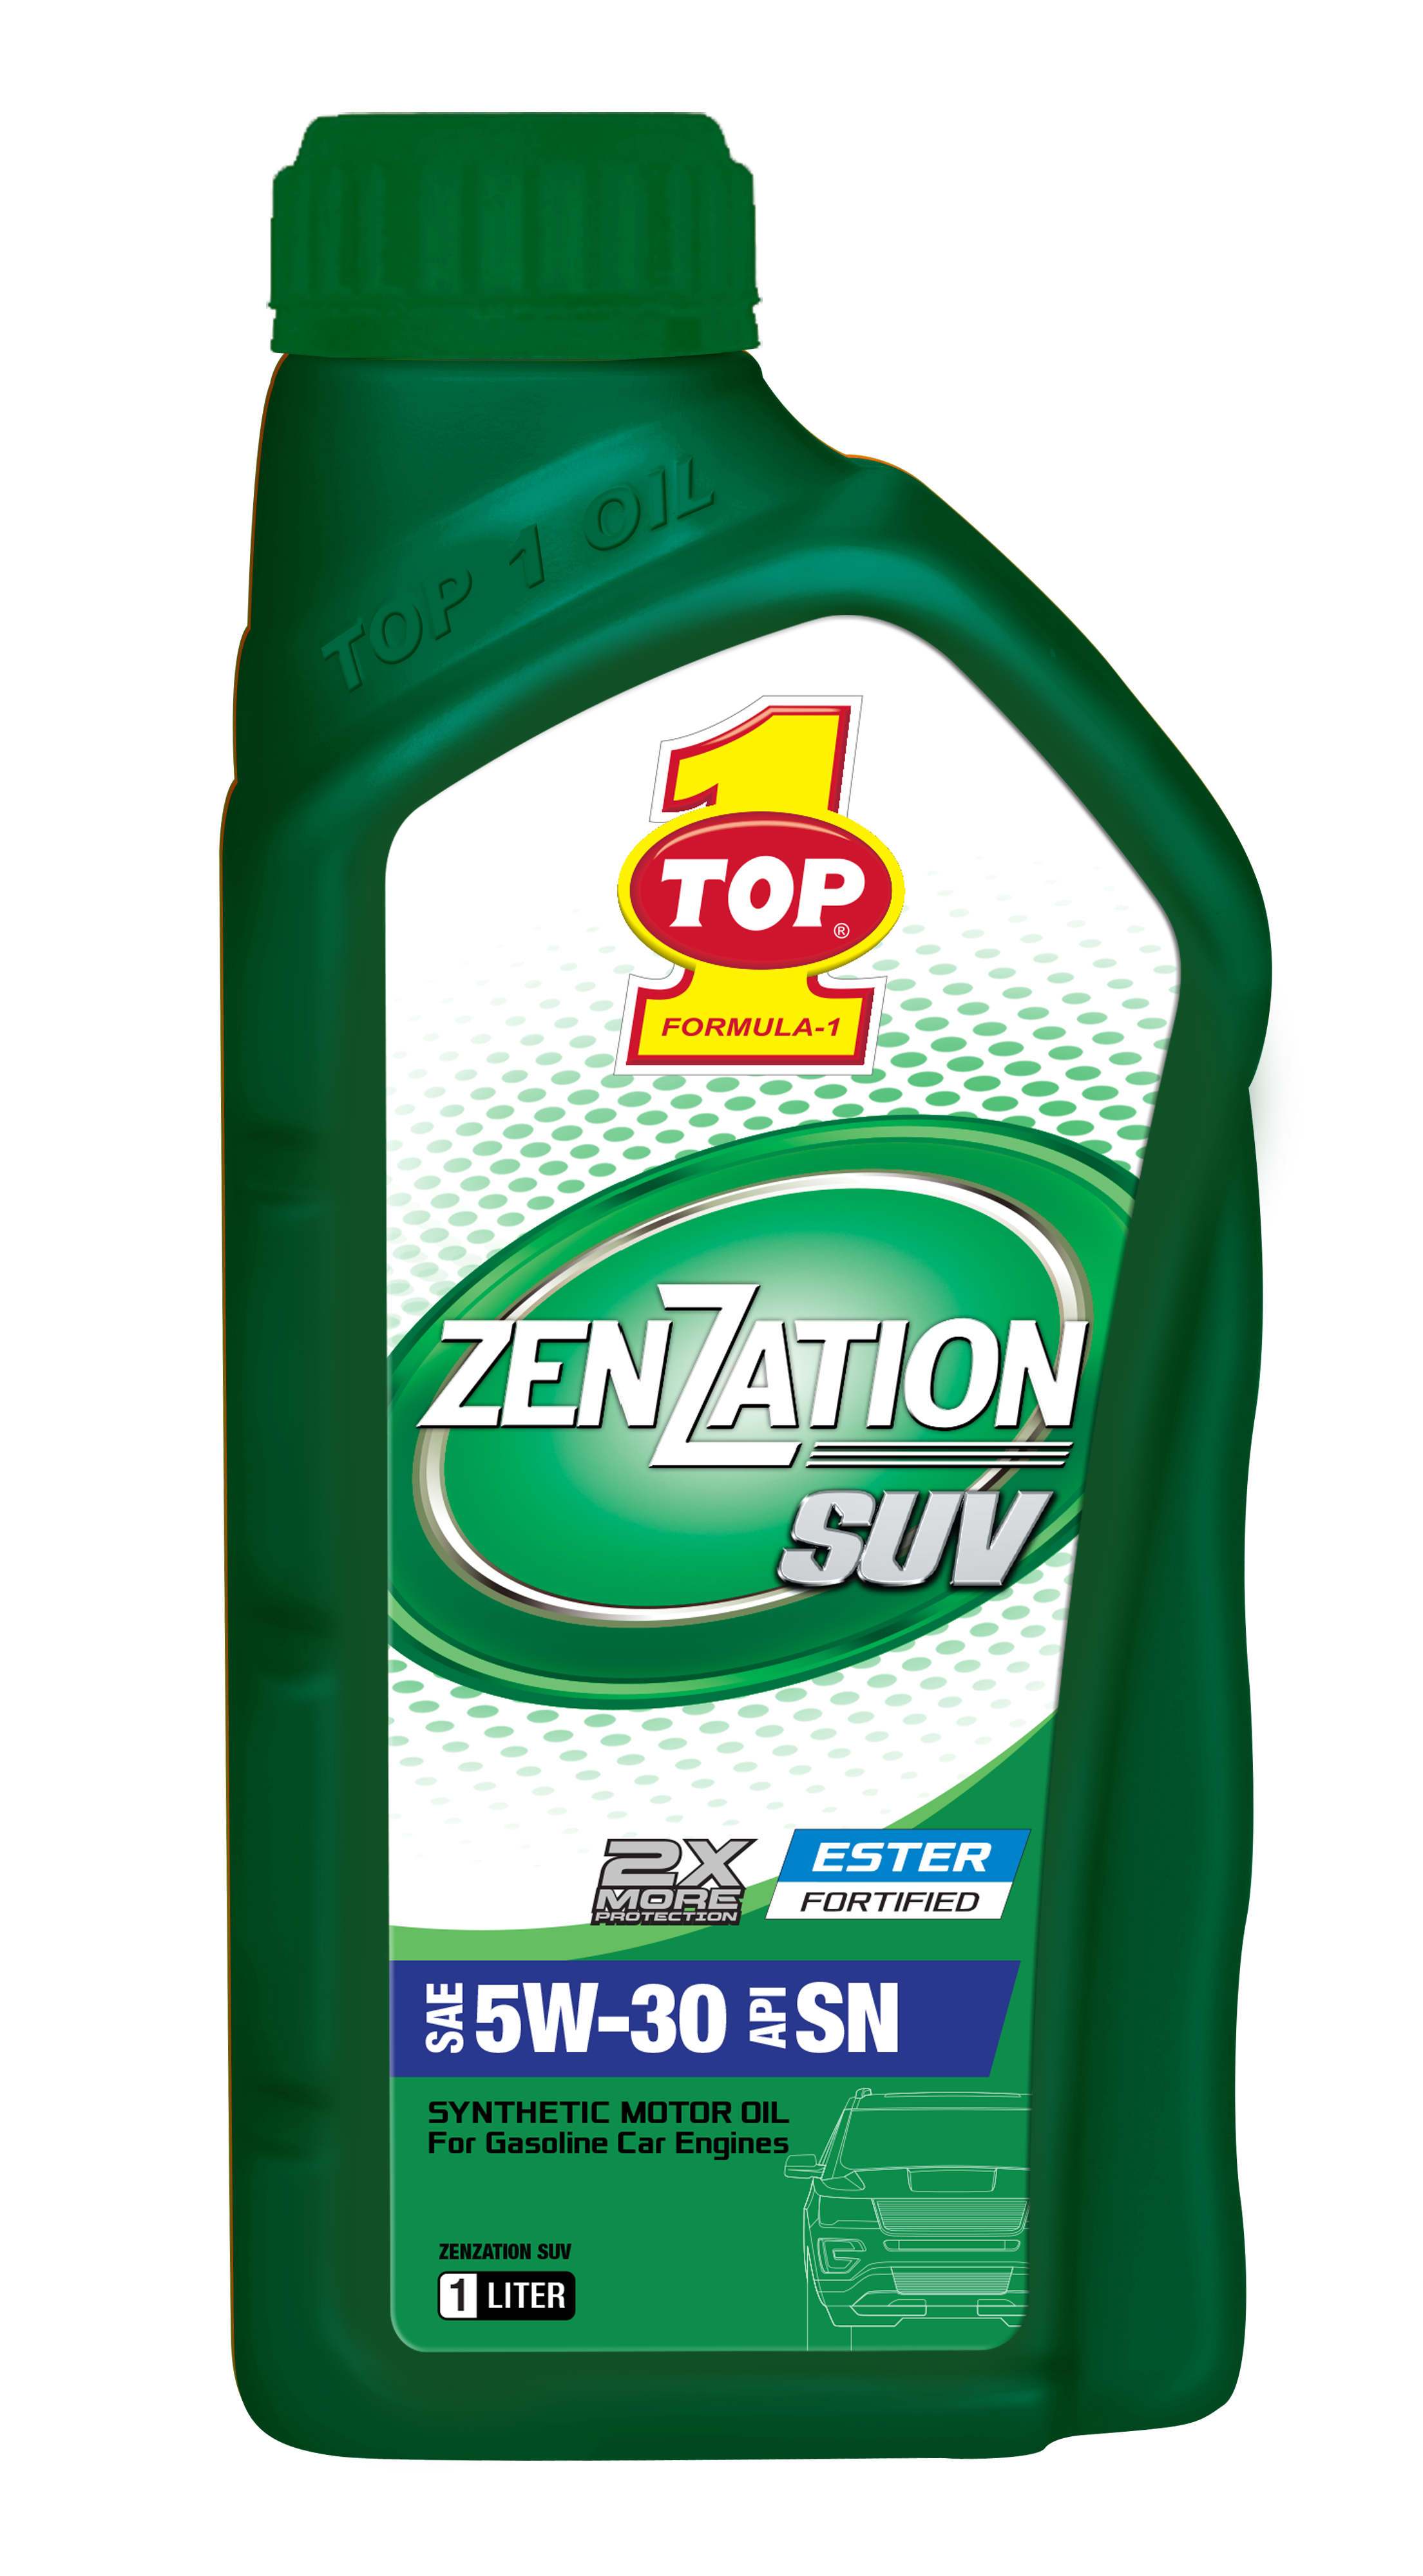 TOP 1 OIL
1
TOP®
FORMULA-1
ZENZATION
SUV
2X
MORE
PROTECTION
ESTER
FORTIFIED
SAE 5W-30 API SN
SYNTHETIC MOTOR OIL
For Gasoline Car Engines
ZENZATION SUV
1 LITER